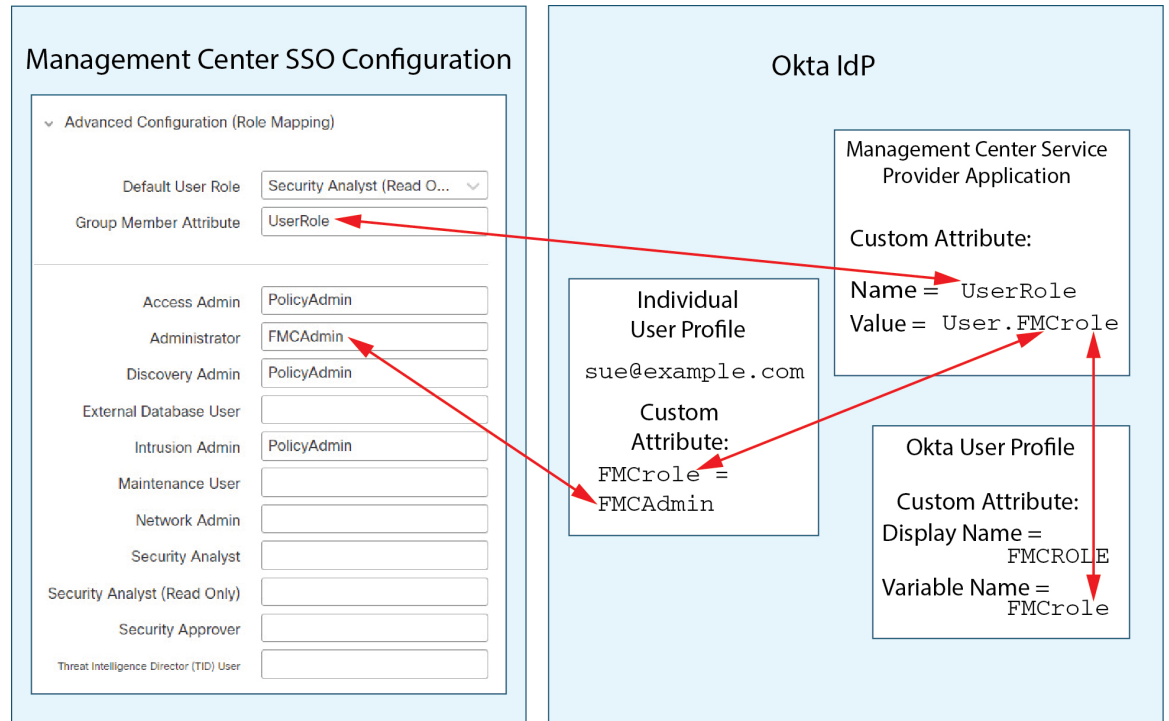 Management Center SSO Configuration
Advanced Configuration (Role Mapping)
Default User Role Security Analyst (Read O...
Group Member Attribute UserRole
Access Admin PolicyAdmin
Administrator FMCAdmin
Discovery Admin PolicyAdmin
External Database User
Intrusion Admin PolicyAdmin
Maintenance User
Network Admin
Security Analyst
Security Analyst (Read Only)
Security Approver
Threat Intelligence Director (TID) User
Okta IdP
Individual
User Profile
sue@example.com
Custom
Attribute:
FMCrole =
FMCAdmin
Management Center Service
Provider Application
Custom Attribute:
Name = UserRole
Value = User.FMCrole
Okta User Profile
Custom Attribute:
Display Name =
FMCROLE
Variable Name =
FMCrole